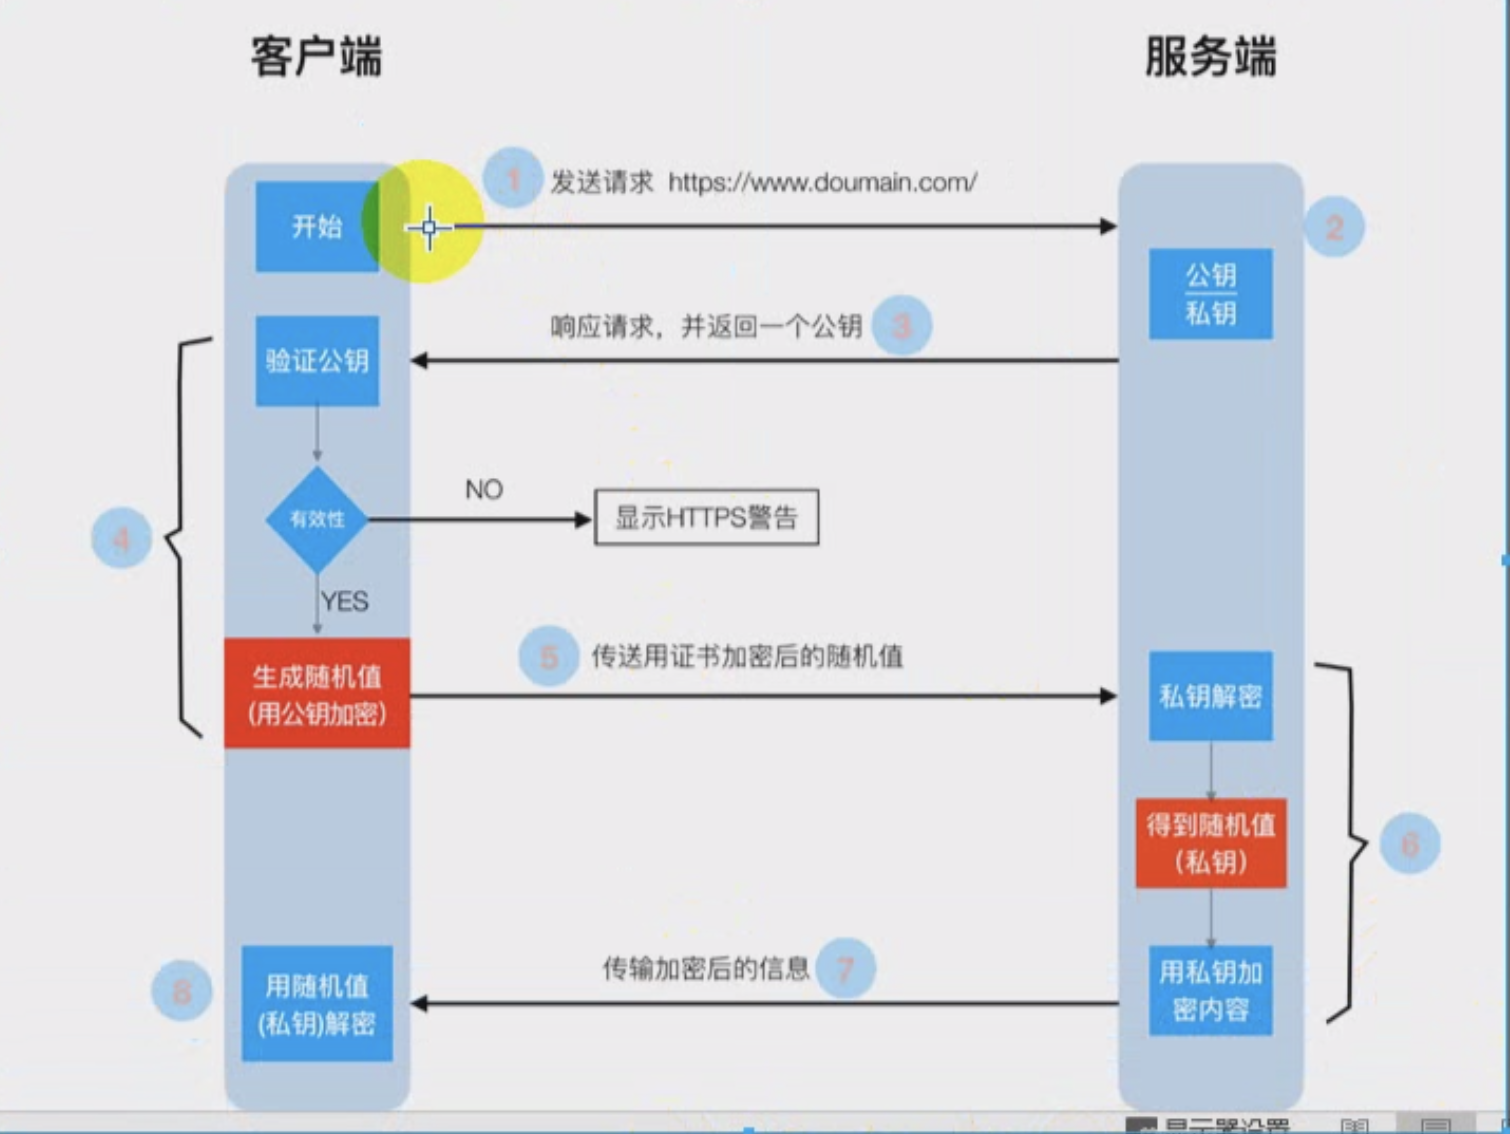 客户端
服务端
1
发送请求 https://www.doumain.com/
开始
2
公钥
私钥
响应请求，并返回一个公钥
3
验证公钥
4
有效性
NO
显示HTTPS警告
YES
生成随机值
(用公钥加密)
5
传送用证书加密后的随机值
私钥解密
得到随机值
（私钥）
6
用私钥加
密内容
传输加密后的信息
7
8
用随机值
(私钥)解密
显示器设置